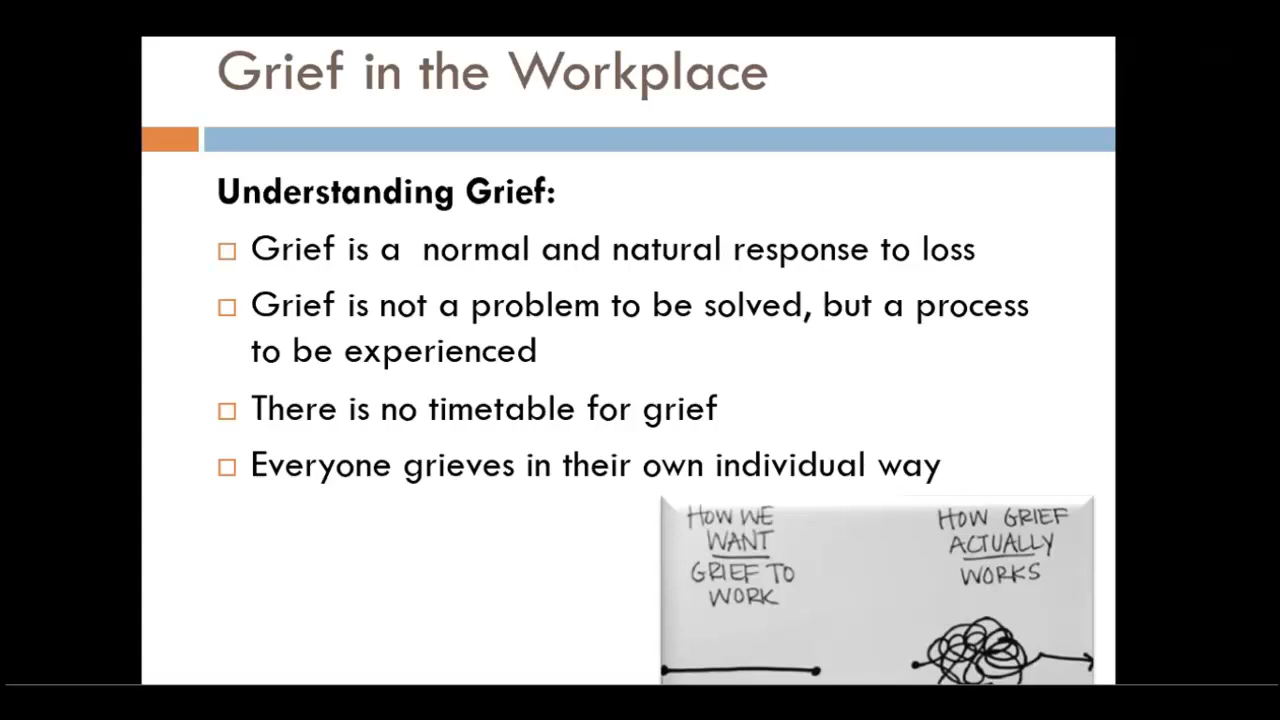 Grief in the Workplace
Understanding Grief:
Grief is a normal and natural response to loss
Grief is not a problem to be solved, but a process
to be experienced
There is no timetable for grief
Everyone grieves in their own individual way
HOW WE
WANT
GRIEF TO
WORK
HOW GRIEF
ACTUALLY
WORKS